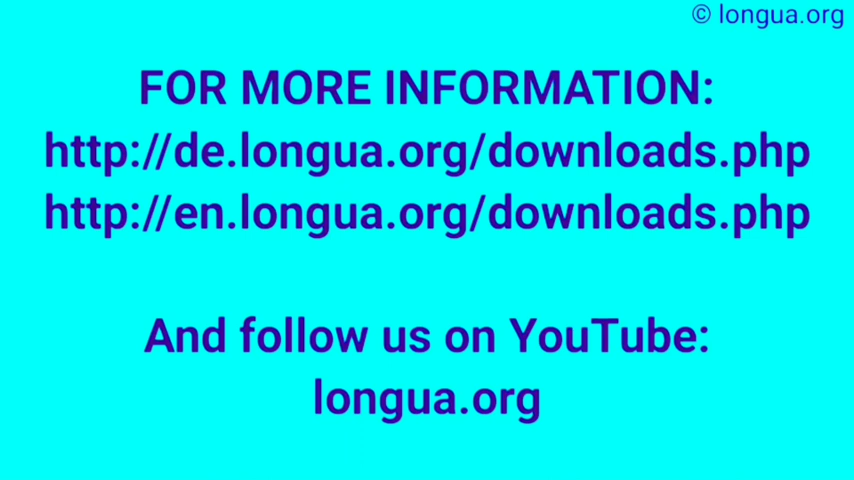 © longua.org
FOR MORE INFORMATION:
http://de.longua.org/downloads.php
http://en.longua.org/downloads.php
And follow us on YouTube:
longua.org